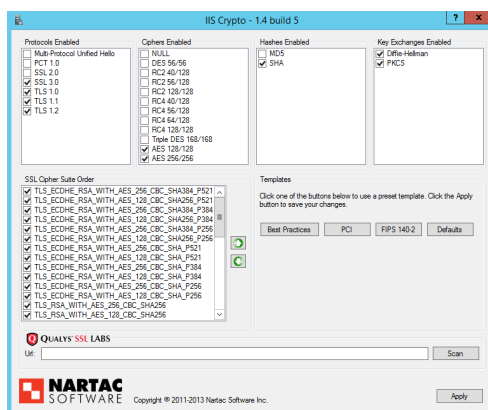 IIS Crypto - 1.4 build 5
Protocols Enabled
Multi-Protocol Unified Hello
PCT 1.0
SSL 2.0
SSL 3.0
TLS 1.0
TLS 1.1
TLS 1.2
Ciphers Enabled
NULL
DES 56/56
RC2 40/128
RC2 56/128
RC2 128/128
RC4 40/128
RC4 56/128
RC4 64/128
RC4 128/128
Triple DES 168/168
AES 128/128
AES 256/256
Hashes Enabled
MD5
SHA
Key Exchanges Enabled
Diffie-Hellman
PKCS
SSL Cipher Suite Order
TLS_ECDHE_RSA_WITH_AES_256_CBC_SHA384_P521
TLS_ECDHE_RSA_WITH_AES_128_CBC_SHA256_P521
TLS_ECDHE_RSA_WITH_AES_256_CBC_SHA384_P384
TLS_ECDHE_RSA_WITH_AES_128_CBC_SHA256_P384
TLS_ECDHE_RSA_WITH_AES_256_CBC_SHA384_P256
TLS_ECDHE_RSA_WITH_AES_128_CBC_SHA256_P256
TLS_ECDHE_RSA_WITH_AES_256_CBC_SHA_P521
TLS_ECDHE_RSA_WITH_AES_128_CBC_SHA_P521
TLS_ECDHE_RSA_WITH_AES_256_CBC_SHA_P384
TLS_ECDHE_RSA_WITH_AES_128_CBC_SHA_P384
TLS_ECDHE_RSA_WITH_AES_256_CBC_SHA_P256
TLS_ECDHE_RSA_WITH_AES_128_CBC_SHA_P256
TLS_RSA_WITH_AES_256_CBC_SHA256
TLS_RSA_WITH_AES_128_CBC_SHA256
Templates
Click one of the buttons below to use a preset template. Click the Apply
button to save your changes.
Best Practices
PCI
FIPS 140-2
Defaults
QUALYS' SSL LABS
Url:
Scan
NARTAC
SOFTWARE
Copyright © 2011-2013 Nartac Software Inc.
Apply